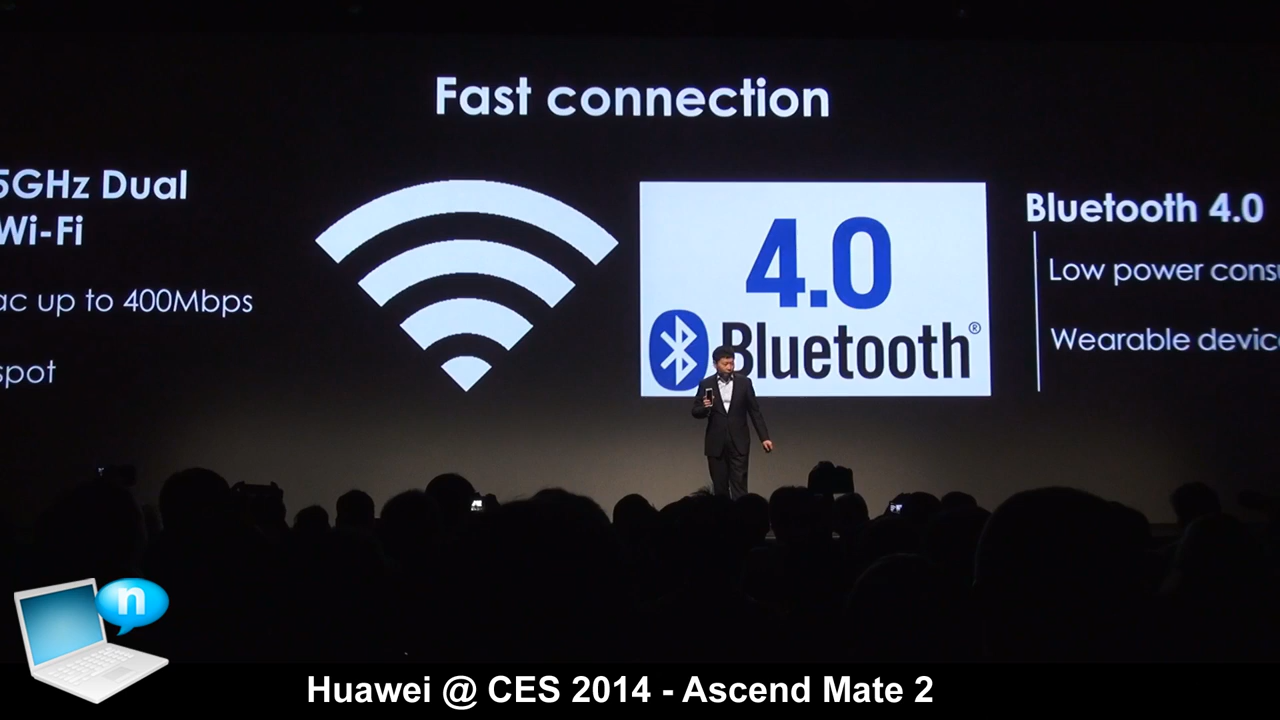 Fast connection
5GHz Dual
Wi-Fi
ac up to 400Mbps
spot
4.0
Bluetooth®
Bluetooth 4.0
Low power cons
Wearable devic
n
Huawei @ CES 2014 - Ascend Mate 2